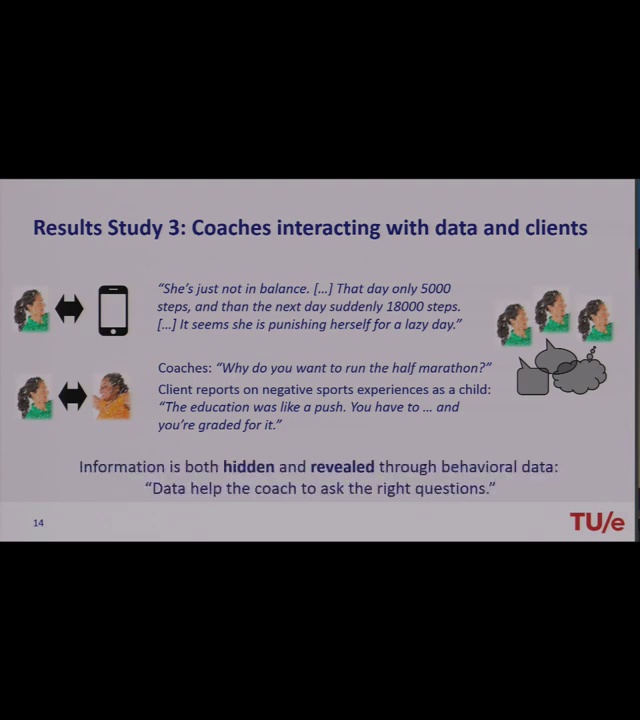 Results Study 3: Coaches interacting with data and clients
“She’s just not in balance. […] That day only 5000
steps, and than the next day suddenly 18000 steps.
[…] It seems she is punishing herself for a lazy day.”
Coaches: “Why do you want to run the half marathon?”
Client reports on negative sports experiences as a child:
“The education was like a push. You have to … and
you’re graded for it.”
Information is both hidden and revealed through behavioral data:
“Data help the coach to ask the right questions.”
14
TU/e